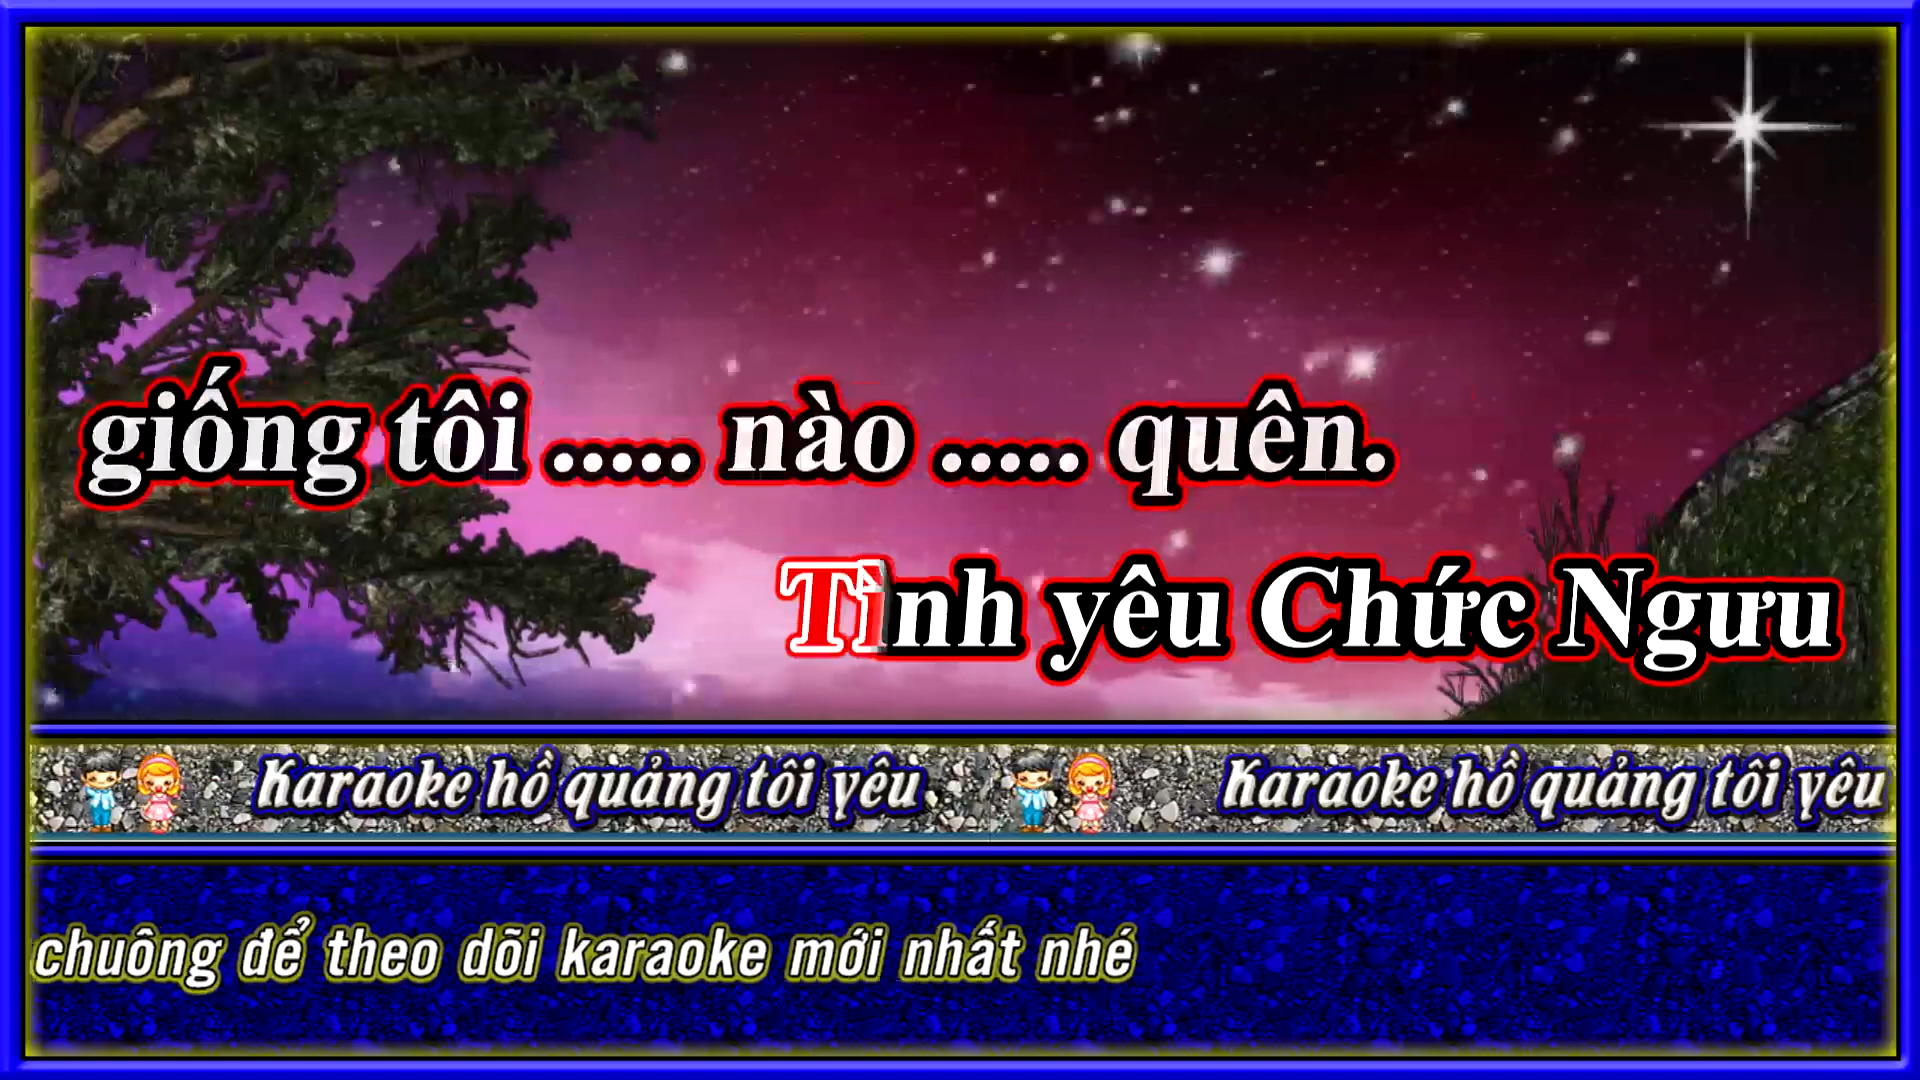 giống tôi ..... nào ..... quên.
Tình yêu Chức Ngưu
Karaoke hồ quảng tôi yêu Karaoke hồ quảng tôi yêu
chuông để theo dõi karaoke mới nhất nhé